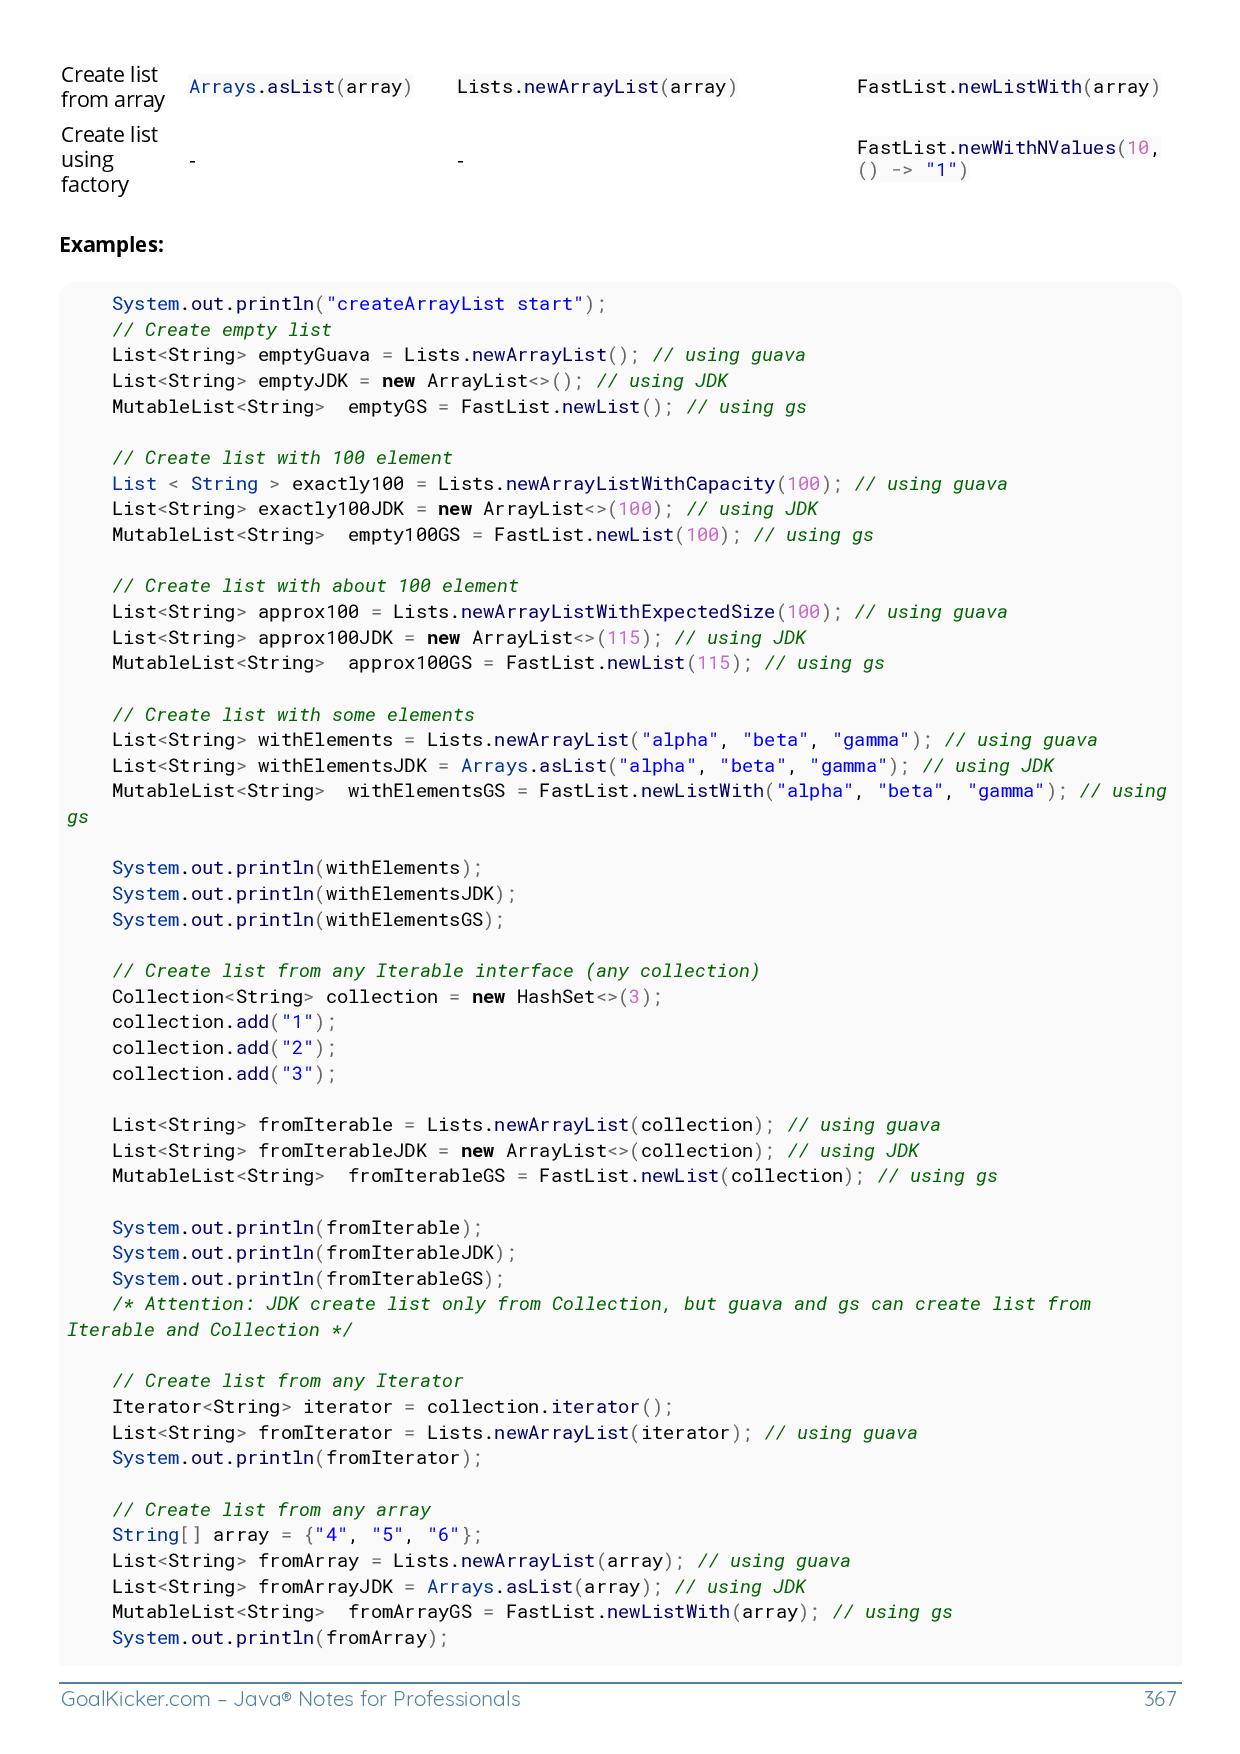 Create list
from array
Arrays.asList(array)
Lists.newArrayList(array)
FastList.newListWith(array)
Create list
using
factory
-
-
FastList.newWithNValues(10,
() -> "1")
Examples:
System.out.println("createArrayList start");
// Create empty list
List<String> emptyGuava = Lists.newArrayList(); // using guava
List<String> emptyJDK = new ArrayList<>(); // using JDK
MutableList<String>  emptyGS = FastList.newList(); // using gs
// Create list with 100 element
List < String > exactly100 = Lists.newArrayListWithCapacity(100); // using guava
List<String> exactly100JDK = new ArrayList<>(100); // using JDK
MutableList<String>  empty100GS = FastList.newList(100); // using gs
// Create list with about 100 element
List<String> approx100 = Lists.newArrayListWithExpectedSize(100); // using guava
List<String> approx100JDK = new ArrayList<>(115); // using JDK
MutableList<String>  approx100GS = FastList.newList(115); // using gs
// Create list with some elements
List<String> withElements = Lists.newArrayList("alpha", "beta", "gamma"); // using guava
List<String> withElementsJDK = Arrays.asList("alpha", "beta", "gamma"); // using JDK
MutableList<String>  withElementsGS = FastList.newListWith("alpha", "beta", "gamma"); // using
gs
System.out.println(withElements);
System.out.println(withElementsJDK);
System.out.println(withElementsGS);
// Create list from any Iterable interface (any collection)
Collection<String> collection = new HashSet<>(3);
collection.add("1");
collection.add("2");
collection.add("3");
List<String> fromIterable = Lists.newArrayList(collection); // using guava
List<String> fromIterableJDK = new ArrayList<>(collection); // using JDK
MutableList<String>  fromIterableGS = FastList.newList(collection); // using gs
System.out.println(fromIterable);
System.out.println(fromIterableJDK);
System.out.println(fromIterableGS);
/* Attention: JDK create list only from Collection, but guava and gs can create list from
Iterable and Collection */
// Create list from any Iterator
Iterator<String> iterator = collection.iterator();
List<String> fromIterator = Lists.newArrayList(iterator); // using guava
System.out.println(fromIterator);
// Create list from any array
String[] array = {"4", "5", "6"};
List<String> fromArray = Lists.newArrayList(array); // using guava
List<String> fromArrayJDK = Arrays.asList(array); // using JDK
MutableList<String>  fromArrayGS = FastList.newListWith(array); // using gs
System.out.println(fromArray);
GoalKicker.com – Java® Notes for Professionals
367